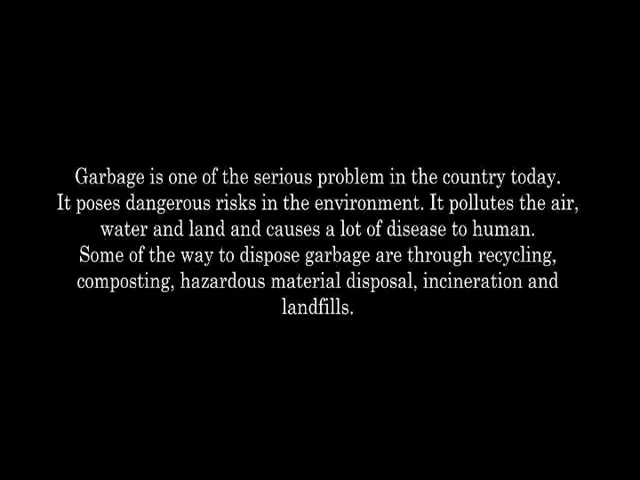 Garbage is one of the serious problem in the country today.
It poses dangerous risks in the environment. It pollutes the air,
water and land and causes a lot of disease to human.
Some of the way to dispose garbage are through recycling,
composting, hazardous material disposal, incineration and
landfills.